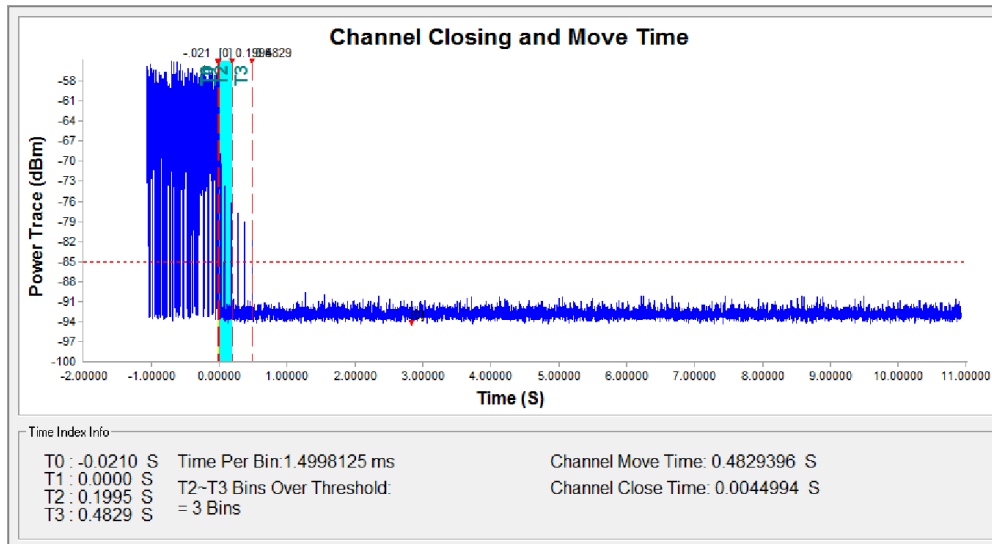 Channel Closing and Move Time
-.021 [0] 0.1995
T2 T3
Power Trace (dBm)
-58
-61
-64
-67
-70
-73
-76
-79
-82
-85
-88
-91
-94
-97
-100
-2.00000 -1.00000 0.00000 1.00000 2.00000 3.00000 4.00000 5.00000 6.00000 7.00000 8.00000 9.00000 10.00000 11.00000
Time (S)
Time Index Info
T0 : -0.0210 S
T1 : 0.0000 S
T2 : 0.1995 S
T3 : 0.4829 S
Time Per Bin:1.4998125 ms
T2~T3 Bins Over Threshold:
= 3 Bins
Channel Move Time: 0.4829396 S
Channel Close Time: 0.0044994 S